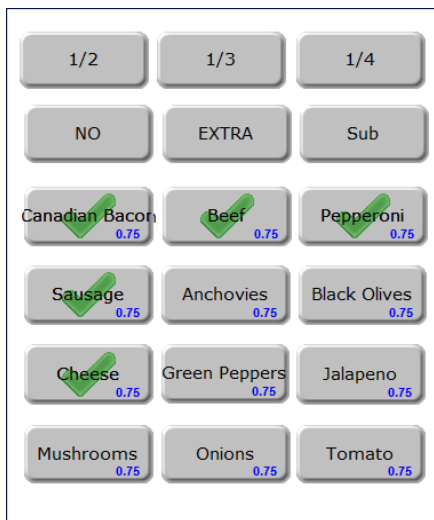 1/2 1/3 1/4
NO EXTRA Sub
Canadian Bacon Beef Pepperoni
0.75 0.75 0.75
Sausage Anchovies Black Olives
0.75 0.75 0.75
Cheese Green Peppers Jalapeno
0.75 0.75 0.75
Mushrooms Onions Tomato
0.75 0.75 0.75